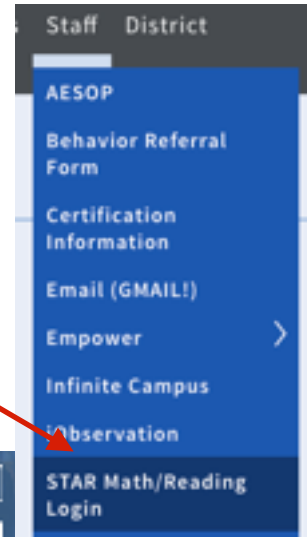 Staff District
AESOP
Behavior Referral
Form
Certification
Information
Email (GMAIL!)
Empower
Infinite Campus
iObservation
STAR Math/Reading
Login